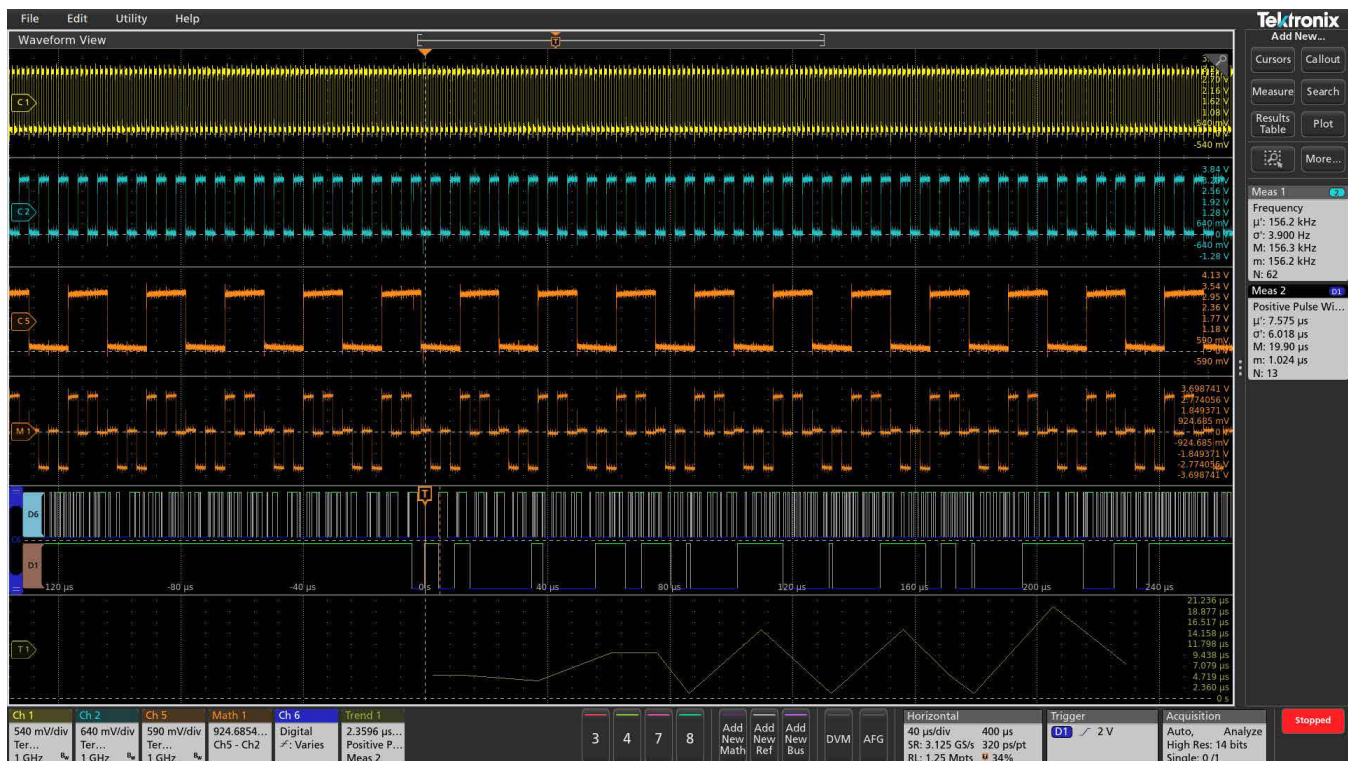 File Edit Utility Help
Tektronix
Waveform View
Add New...
T
Cursors Callout
Measure Search
Results Table Plot
More...
C1
2.16 V
1.62 V
1.08 V
-540 mV
C2
3.84 V
2.56 V
1.92 V
1.28 V
640 mV
-640 mV
-1.28 V
C5
4.13 V
3.54 V
2.95 V
2.36 V
1.77 V
1.18 V
590 mV
-590 mV
M1
3.698741 V
2.774056 V
1.849371 V
924.685 mV
-924.685 mV
-1.849371 V
-2.774056 V
-3.698741 V
T
D6
D1
-120 µs -80 µs -40 µs 0 s 40 µs 80 µs 120 µs 160 µs 200 µs 240 µs
T1
21.236 µs
18.877 µs
16.517 µs
14.158 µs
11.798 µs
9.438 µs
7.079 µs
4.719 µs
2.360 µs
0 s
Meas 1 2
Frequency
µ': 156.2 kHz
σ': 3.900 Hz
M: 156.3 kHz
m: 156.2 kHz
N: 62
Meas 2 D1
Positive Pulse Wi...
µ': 7.575 µs
σ': 6.018 µs
M: 19.90 µs
m: 1.024 µs
N: 13
Ch 1
540 mV/div
Ter...
1 GHz Bw
Ch 2
640 mV/div
Ter...
1 GHz Bw
Ch 5
590 mV/div
Ter...
1 GHz Bw
Math 1
924.6854...
Ch5 - Ch2
Ch 6
Digital
: Varies
Trend 1
2.3596 µs...
Positive P...
Meas 2
3 4 7 8
Add New Math
Add New Ref
Add New Bus
DVM AFG
Horizontal
40 µs/div 400 µs
SR: 3.125 GS/s 320 ps/pt
RL: 1.25 Mpts 34%
Trigger
D1 2 V
Acquisition
Auto, Analyze
High Res: 14 bits
Single: 0/1
Stopped